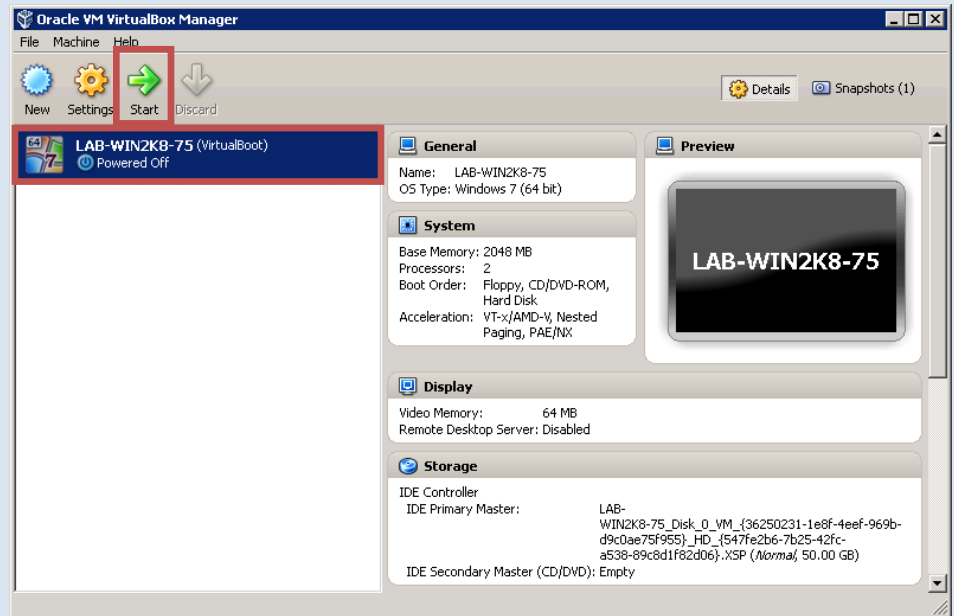 Oracle VM VirtualBox Manager
File Machine Help
New Settings Start Discard
Details Snapshots (1)
64 7 LAB-WIN2K8-75 (VirtualBoot)
Powered Off
General
Name: LAB-WIN2K8-75
OS Type: Windows 7 (64 bit)
System
Base Memory: 2048 MB
Processors: 2
Boot Order: Floppy, CD/DVD-ROM,
Hard Disk
Acceleration: VT-x/AMD-V, Nested
Paging, PAE/NX
Preview
LAB-WIN2K8-75
Display
Video Memory: 64 MB
Remote Desktop Server: Disabled
Storage
IDE Controller
IDE Primary Master: LAB-
WIN2K8-75_Disk_0_VM_{36250231-1e8f-4eef-969b-
d9c0ae75f955}_HD_{547fe2b6-7b25-42fc-
a538-89c8d1f82d06}.XSP (Normal, 50.00 GB)
IDE Secondary Master (CD/DVD): Empty